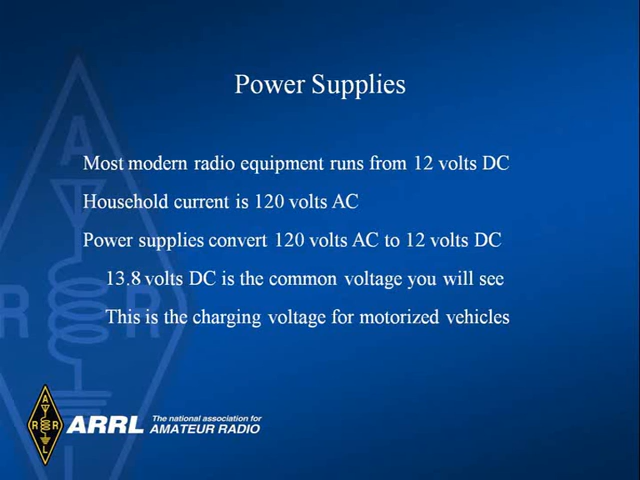 Power Supplies
Most modern radio equipment runs from 12 volts DC
Household current is 120 volts AC
Power supplies convert 120 volts AC to 12 volts DC
13.8 volts DC is the common voltage you will see
This is the charging voltage for motorized vehicles
A
R R
A
R R
L
ARRL The national association for
AMATEUR RADIO